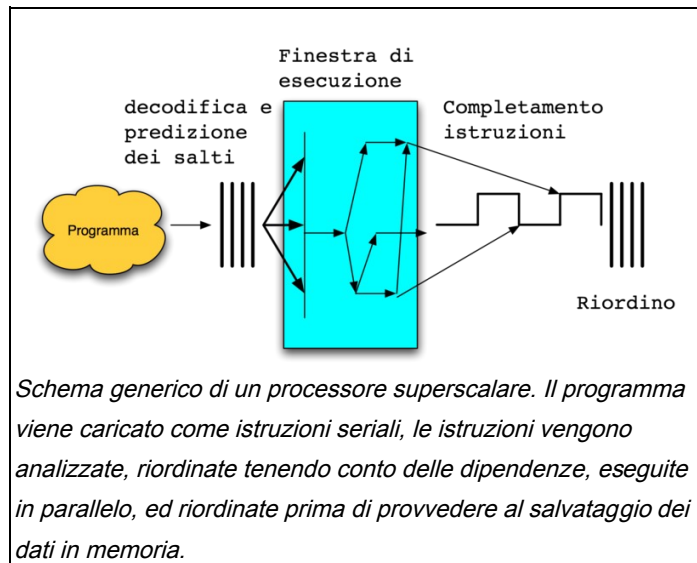 Finestra di
esecuzione
decodifica e
predizione
dei salti
Completamento
istruzioni
Programma
Riordino
Schema generico di un processore superscalare. Il programma
viene caricato come istruzioni seriali, le istruzioni vengono
analizzate, riordinate tenendo conto delle dipendenze, eseguite
in parallelo, ed riordinate prima di provvedere al salvataggio dei
dati in memoria.